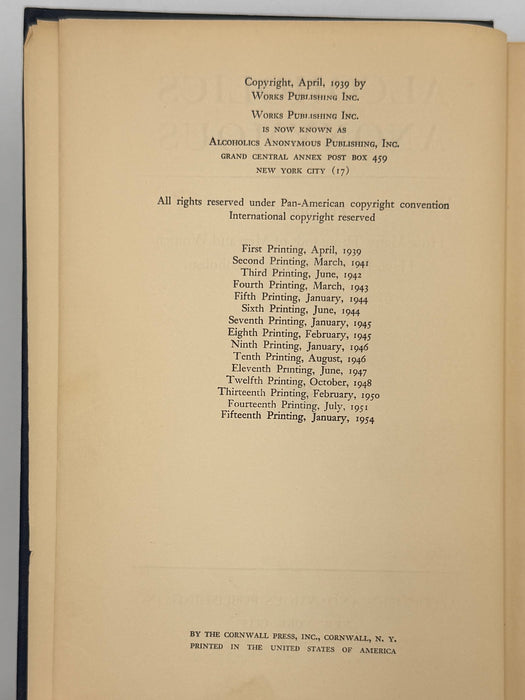 Copyright, April, 1939 by
Works Publishing Inc.
Works Publishing Inc.
is now known as
Alcoholics Anonymous Publishing, Inc.
grand central annex post box 459
new york city (17)
All rights reserved under Pan-American copyright convention
International copyright reserved
First Printing, April, 1939
Second Printing, March, 1941
Third Printing, June, 1942
Fourth Printing, March, 1943
Fifth Printing, January, 1944
Sixth Printing, June, 1944
Seventh Printing, January, 1945
Eighth Printing, February, 1945
Ninth Printing, January, 1946
Tenth Printing, August, 1946
Eleventh Printing, June, 1947
Twelfth Printing, October, 1948
Thirteenth Printing, February, 1950
Fourteenth Printing, July, 1951
Fifteenth Printing, January, 1954
BY THE CORNWALL PRESS, INC., CORNWALL, N. Y.
PRINTED IN THE UNITED STATES OF AMERICA